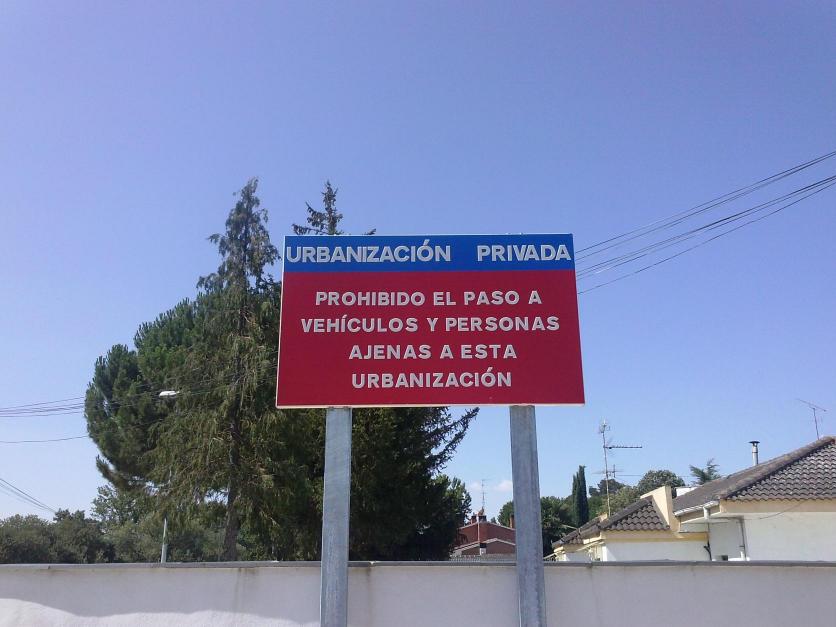 URBANIZACIÓN PRIVADA
PROHIBIDO EL PASO A
VEHÍCULOS Y PERSONAS
AJENAS A ESTA
URBANIZACIÓN